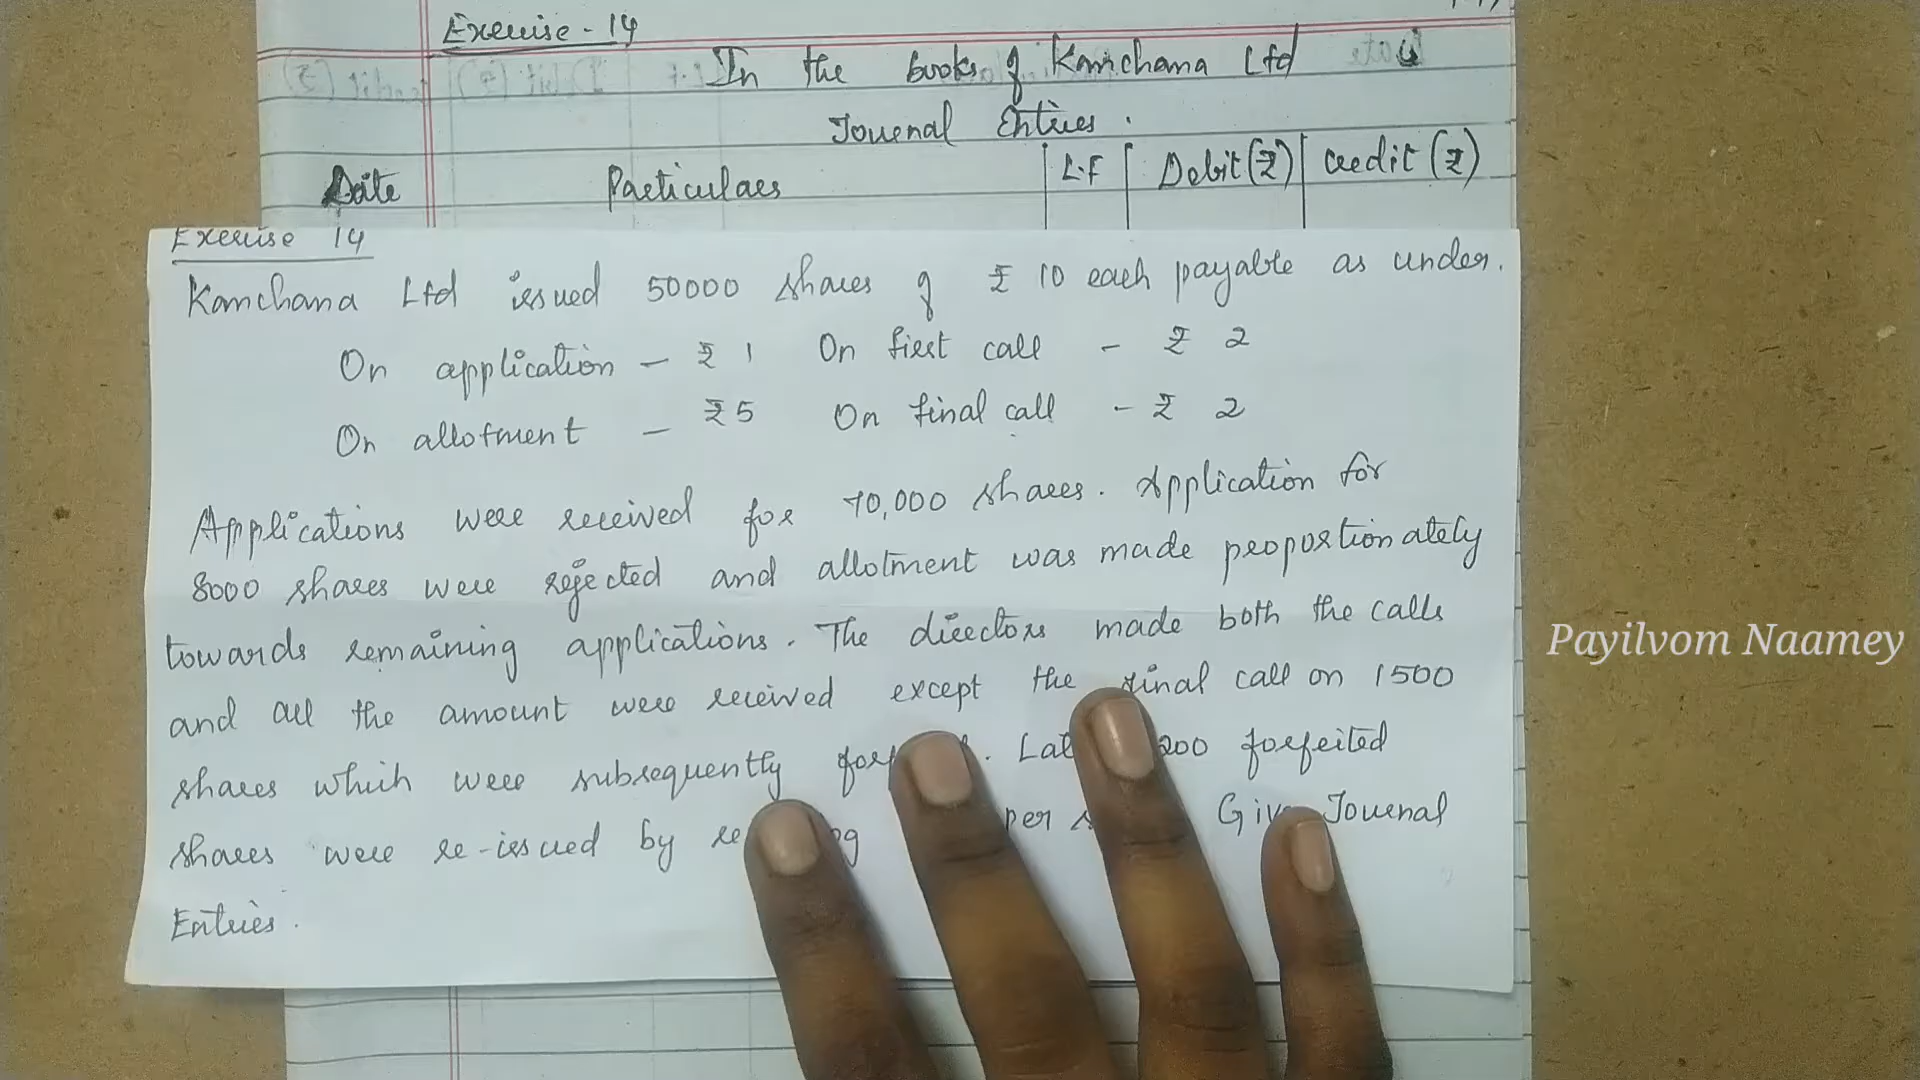 Exercise - 14
In the books of Kanchana Ltd
Journal Entries.
Date Particulars L.F Debit (₹) Credit (₹)
Exercise 14
Kanchana Ltd issued 50000 shares of ₹ 10 each payable as under.
On application – ₹ 1 On first call – ₹ 2
On allotment – ₹5 On final call – ₹ 2
Applications were received for 70,000 shares. Application for
8000 shares were rejected and allotment was made proportionately
towards remaining applications. The directors made both the calls
and all the amount were received except the final call on 1500
shares which were subsequently . forfeited
shares were re-issued by per Give Journal
Entries.
Payilvom Naamey